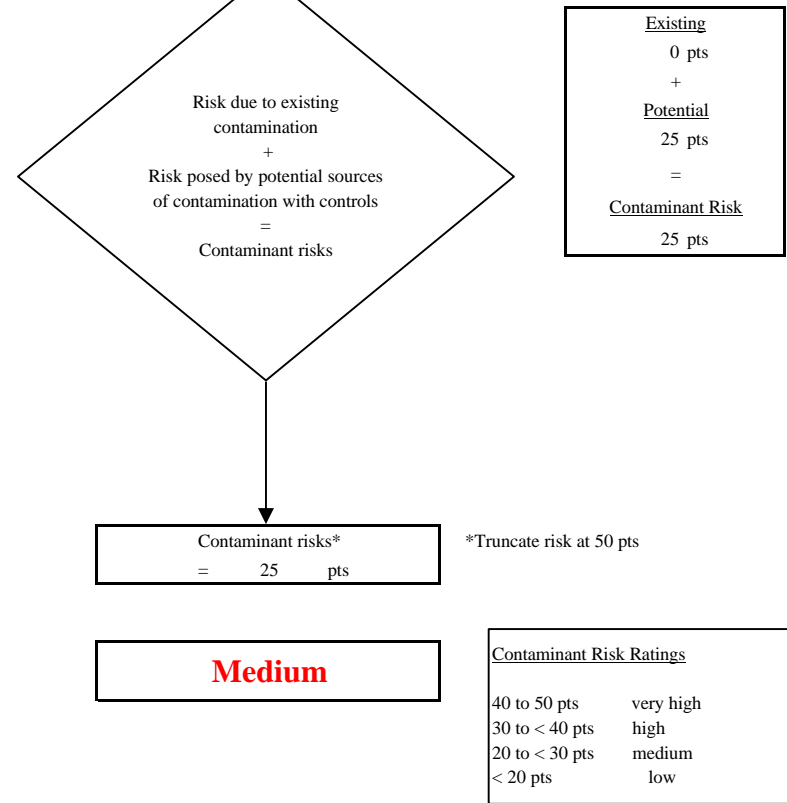 Risk due to existing
contamination
+
Risk posed by potential sources
of contamination with controls
=
Contaminant risks
Existing
0 pts
+
Potential
25 pts
=
Contaminant Risk
25 pts
Contaminant risks*
= 25 pts
*Truncate risk at 50 pts
Medium
Contaminant Risk Ratings
40 to 50 pts very high
30 to < 40 pts high
20 to < 30 pts medium
< 20 pts low